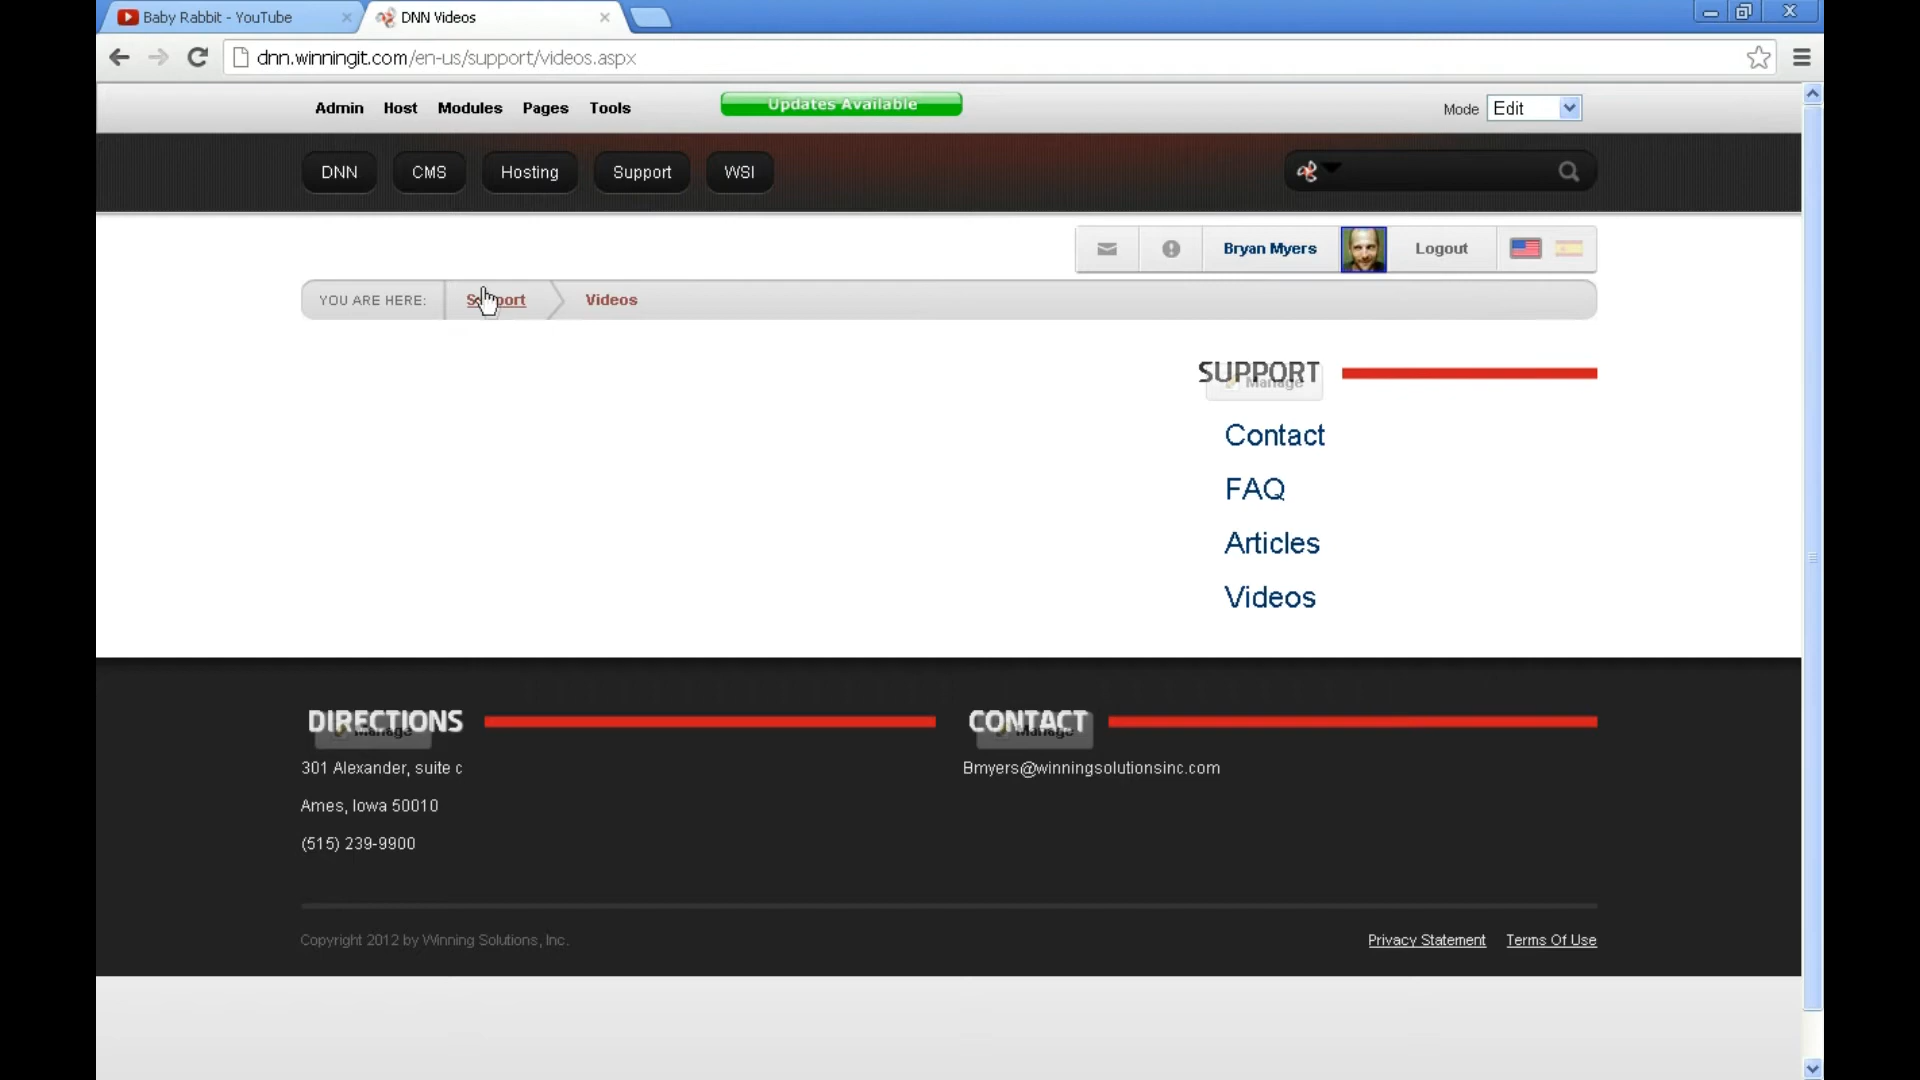 Baby Rabbit - YouTube
DNN Videos
dnn.winningit.com/en-us/support/videos.aspx
Admin Host Modules Pages Tools
Updates Available
Mode Edit
DNN CMS Hosting Support WSI
Bryan Myers Logout
YOU ARE HERE: Support Videos
SUPPORT
Manage
Contact
FAQ
Articles
Videos
DIRECTIONS
Manage
301 Alexander, suite c
Ames, Iowa 50010
(515) 239-9900
CONTACT
Manage
Bmyers@winningsolutionsinc.com
Copyright 2012 by Winning Solutions, Inc.
Privacy Statement Terms Of Use